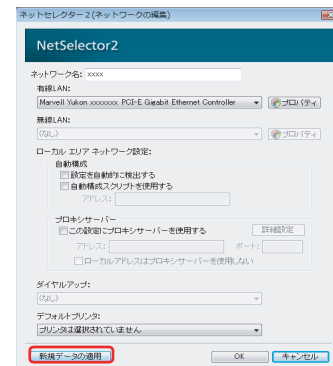 ネットセレクター2(ネットワークの編集)
NetSelector2
ネットワーク名: xxxx
有線LAN:
Marvell Yukon xxxxxxx PCI-E Gigabit Ethernet Controller プロパティ
無線LAN:
(なし) プロパティ
ローカル エリア ネットワーク設定:
自動構成
設定を自動的に検出する
自動構成スクリプトを使用する
アドレス:
プロキシサーバー
この設定にプロキシサーバーを使用する 詳細設定
アドレス: ポート:
ローカルアドレスはプロキシサーバーを使用しない
ダイヤルアップ:
(なし)
デフォルトプリンタ:
プリンタは選択されていません
新規データの適用 OK キャンセル